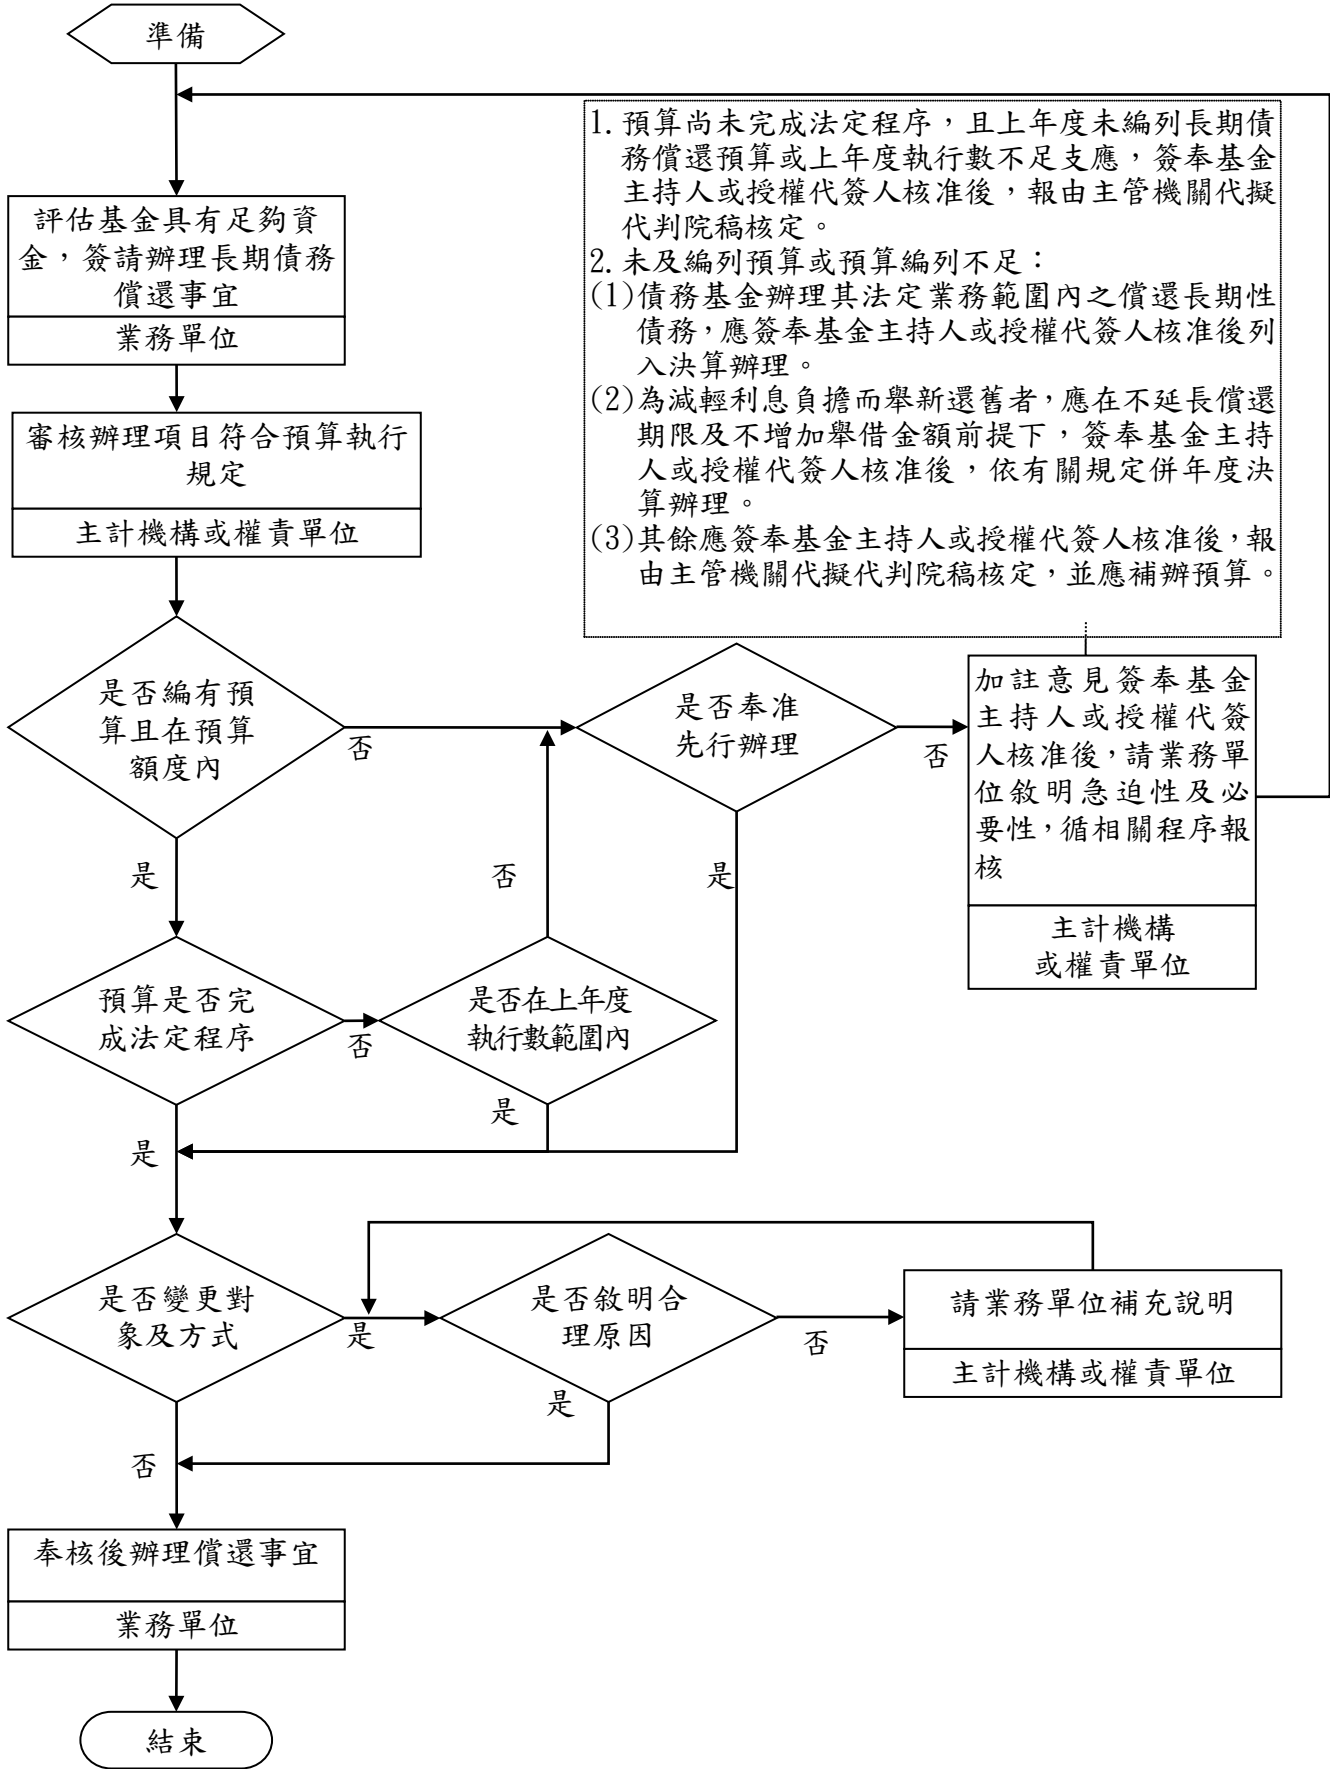 準備
1.預算尚未完成法定程序，且上年度未編列長期債
務償還預算或上年度執行數不足支應，簽奉基金
主持人或授權代簽人核准後，報由主管機關代擬
代判院稿核定。
2.未及編列預算或預算編列不足：
(1)債務基金辦理其法定業務範圍內之償還長期性
債務，應簽奉基金主持人或授權代簽人核准後列
入決算辦理。
(2)為減輕利息負擔而舉新還舊者，應在不延長償還
期限及不增加舉借金額前提下，簽奉基金主持
人或授權代簽人核准後，依有關規定併年度決
算辦理。
(3)其餘應簽奉基金主持人或授權代簽人核准後，報
由主管機關代擬代判院稿核定，並應補辦預算。
評估基金具有足夠資
金，簽請辦理長期債務
償還事宜
業務單位
審核辦理項目符合預算執行
規定
主計機構或權責單位
是否編有預
算且在預算
額度內
否
是
是否奉准
先行辦理
否
是
加註意見簽奉基金
主持人或授權代簽
人核准後，請業務單
位敘明急迫性及必
要性，循相關程序報
核
主計機構
或權責單位
預算是否完
成法定程序
否
是
是否在上年度
執行數範圍內
否
是
是否變更對
象及方式
是
否
是否敘明合
理原因
否
是
請業務單位補充說明
主計機構或權責單位
奉核後辦理償還事宜
業務單位
結束